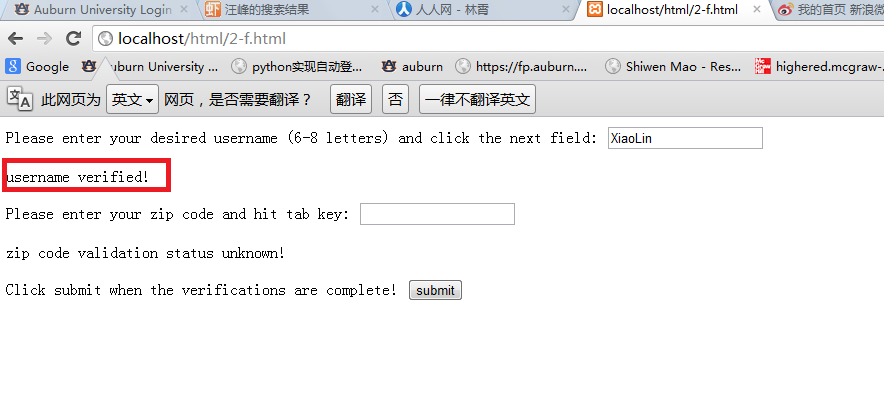 Auburn University Login
汪峰的搜索结果
人人网 - 林霄
localhost/html/2-f.html
我的首页 新浪微
localhost/html/2-f.html
Google
uburn University ...
python实现自动登...
auburn
https://fp.auburn....
Shiwen Mao - Res...
highered.mcgraw-
此网页为 英文 网页，是否需要翻译？ 翻译 否 一律不翻译英文
Please enter your desired username (6-8 letters) and click the next field: XiaoLin
username verified!
Please enter your zip code and hit tab key:
zip code validation status unknown!
Click submit when the verifications are complete! submit